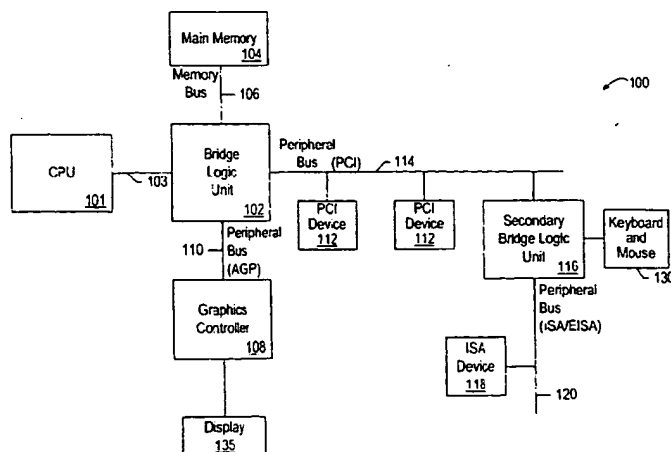 Main Memory
104
Memory
Bus
106
100
CPU
101
103
Bridge
Logic
Unit
102
Peripheral
Bus (PCI)
114
PCI
Device
112
PCI
Device
112
Secondary
Bridge Logic
Unit
116
Keyboard
and
Mouse
130
110
Peripheral
Bus
(AGP)
Peripheral
Bus
(ISA/EISA)
Graphics
Controller
108
ISA
Device
118
120
Display
135